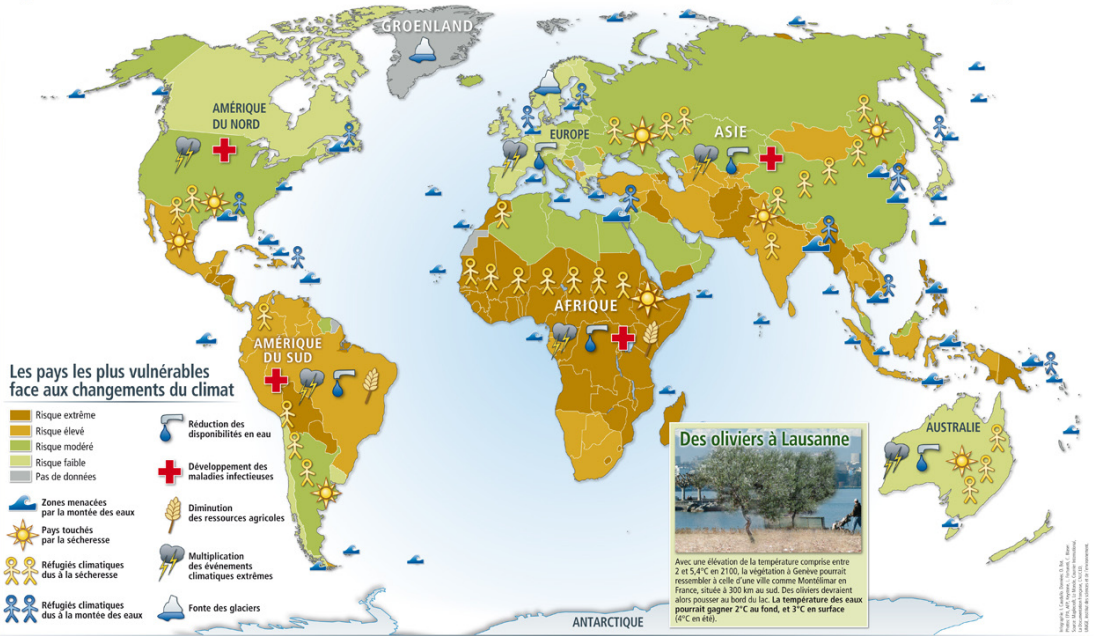 GROENLAND
AMÉRIQUE
DU NORD
EUROPE
ASIE
AFRIQUE
AMÉRIQUE
DU SUD
AUSTRALIE
ANTARCTIQUE
Les pays les plus vulnérables
face aux changements du climat
Risque extrême
Risque élevé
Risque modéré
Risque faible
Pas de données
Zones menacées
par la montée des eaux
Pays touchés
par la sécheresse
Réfugiés climatiques
dus à la sécheresse
Réfugiés climatiques
dus à la montée des eaux
Réduction des
disponibilités en eau
Développement des
maladies infectieuses
Diminution
des ressources agricoles
Multiplication
des événements
climatiques extrêmes
Fonte des glaciers
Des oliviers à Lausanne
Avec une élévation de la température comprise entre
2 et 5,4°C en 2100, la végétation à Genève pourrait
ressembler à celle d'une ville comme Montélimar en
France, située à 300 km au sud. Des oliviers devraient
alors pousser au bord du lac. La température des eaux
pourrait gagner 2°C au fond, et 3°C en surface
(4°C en été).